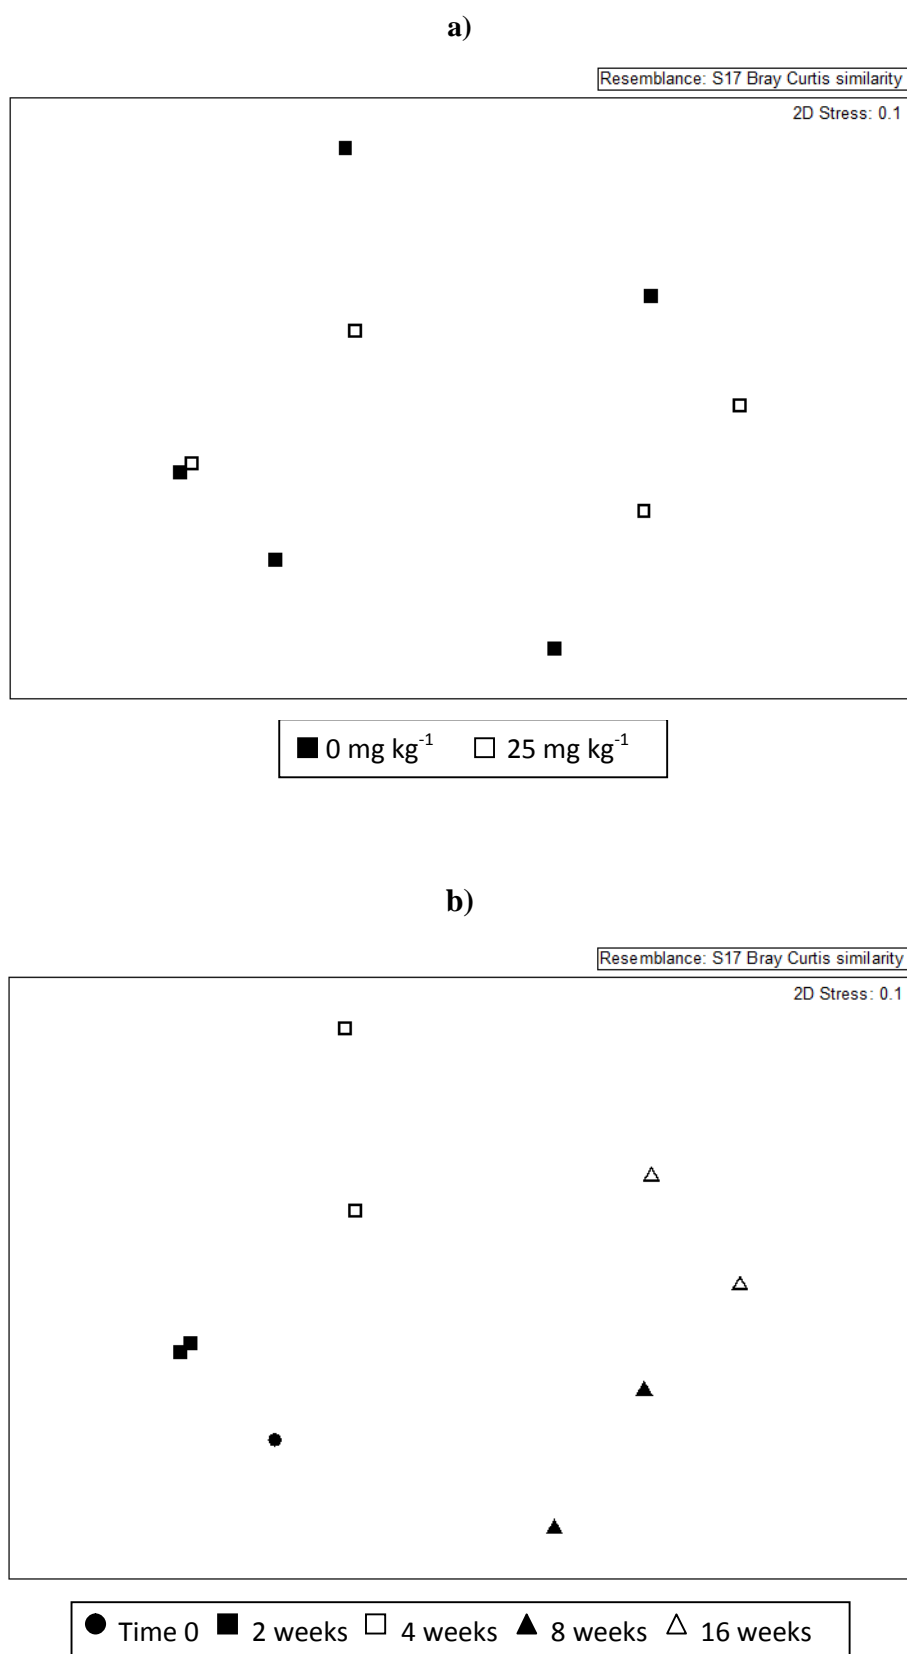 a)
Resemblance: S17 Bray Curtis similarity
2D Stress: 0.1
0 mg kg⁻¹ 25 mg kg⁻¹
b)
Resemblance: S17 Bray Curtis similarity
2D Stress: 0.1
Time 0 2 weeks 4 weeks 8 weeks 16 weeks